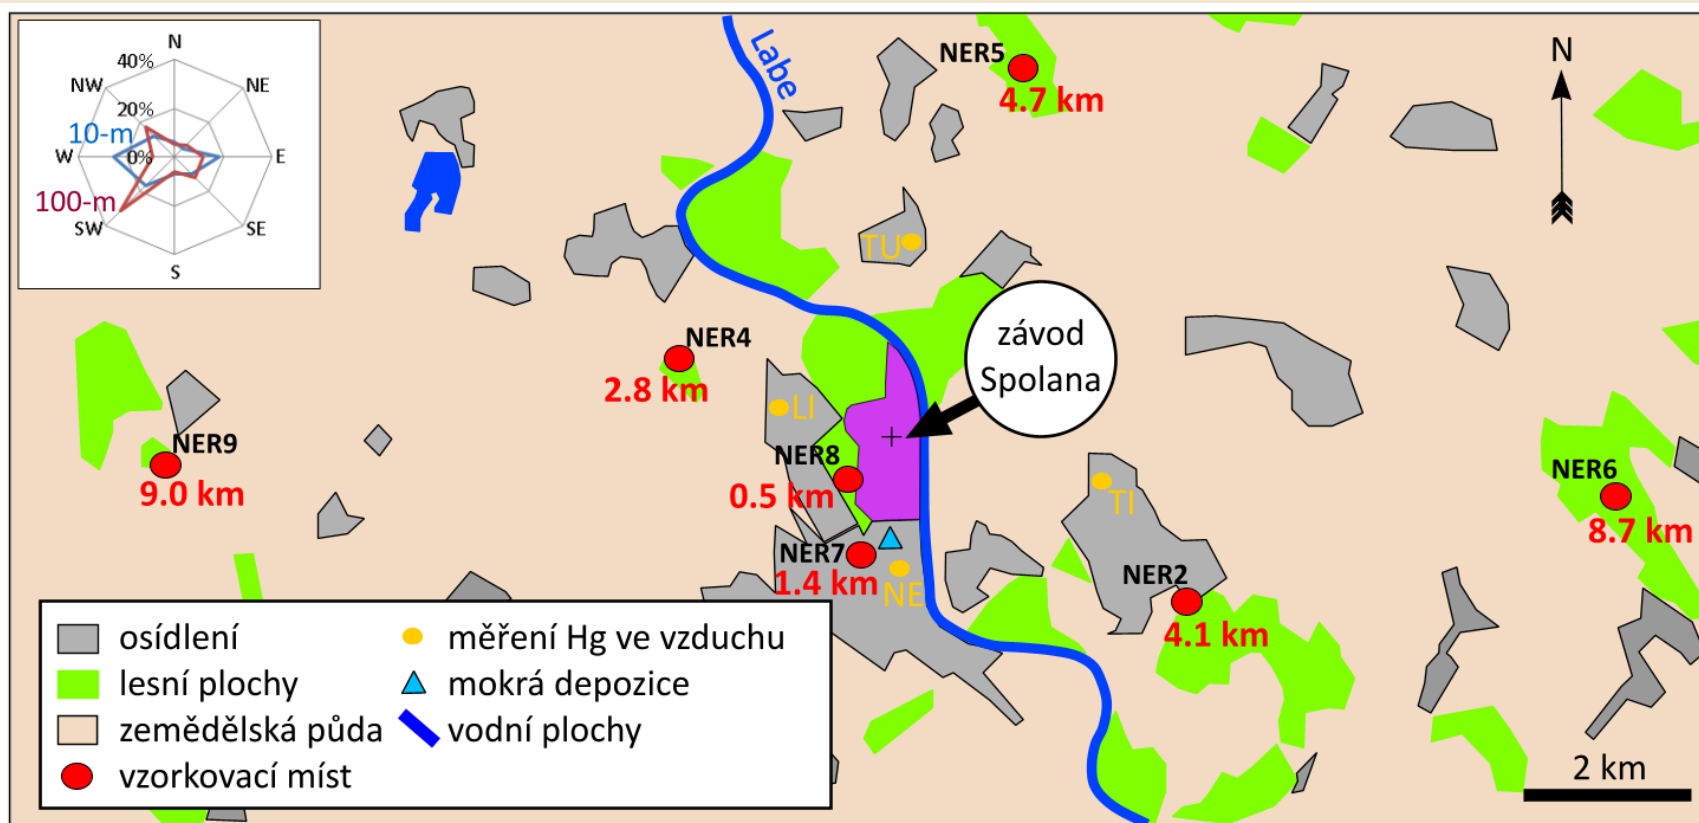 N
40%
NW
NE
20%
10-m
W
0%
E
100-m
SW
SE
S
Labe
NER5
4.7 km
N
TU
závod
Spolana
NER4
2.8 km
LI
NER9
9.0 km
NER8
0.5 km
TI
NER6
8.7 km
NER7
1.4 km
NE
NER2
4.1 km
osídlení
měření Hg ve vzduchu
lesní plochy
mokrá depozice
zemědělská půda
vodní plochy
vzorkovací míst
2 km